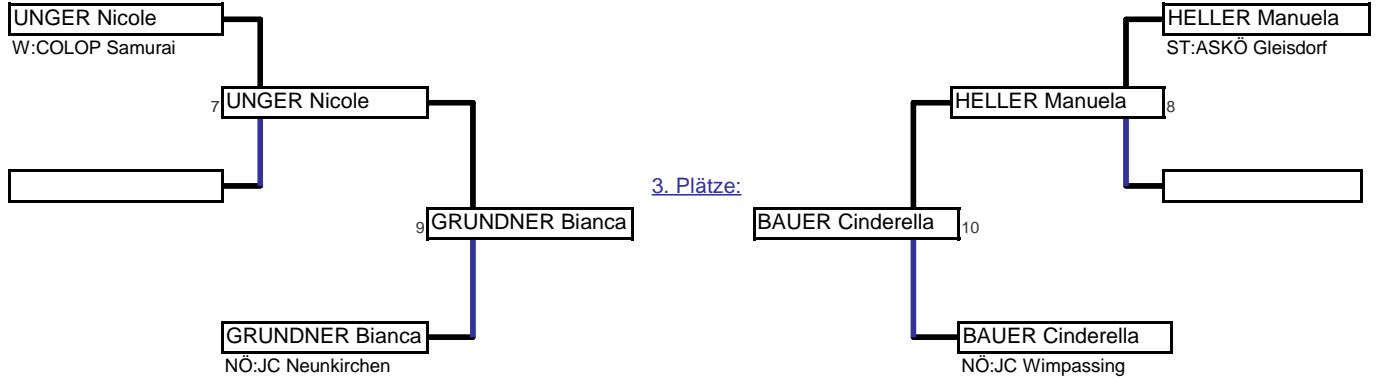 UNGER Nicole
W:COLOP Samurai
HELLER Manuela
ST:ASKÖ Gleisdorf
7 UNGER Nicole
HELLER Manuela 8
3. Plätze:
9 GRUNDNER Bianca
BAUER Cinderella 10
GRUNDNER Bianca
NÖ:JC Neunkirchen
BAUER Cinderella
NÖ:JC Wimpassing